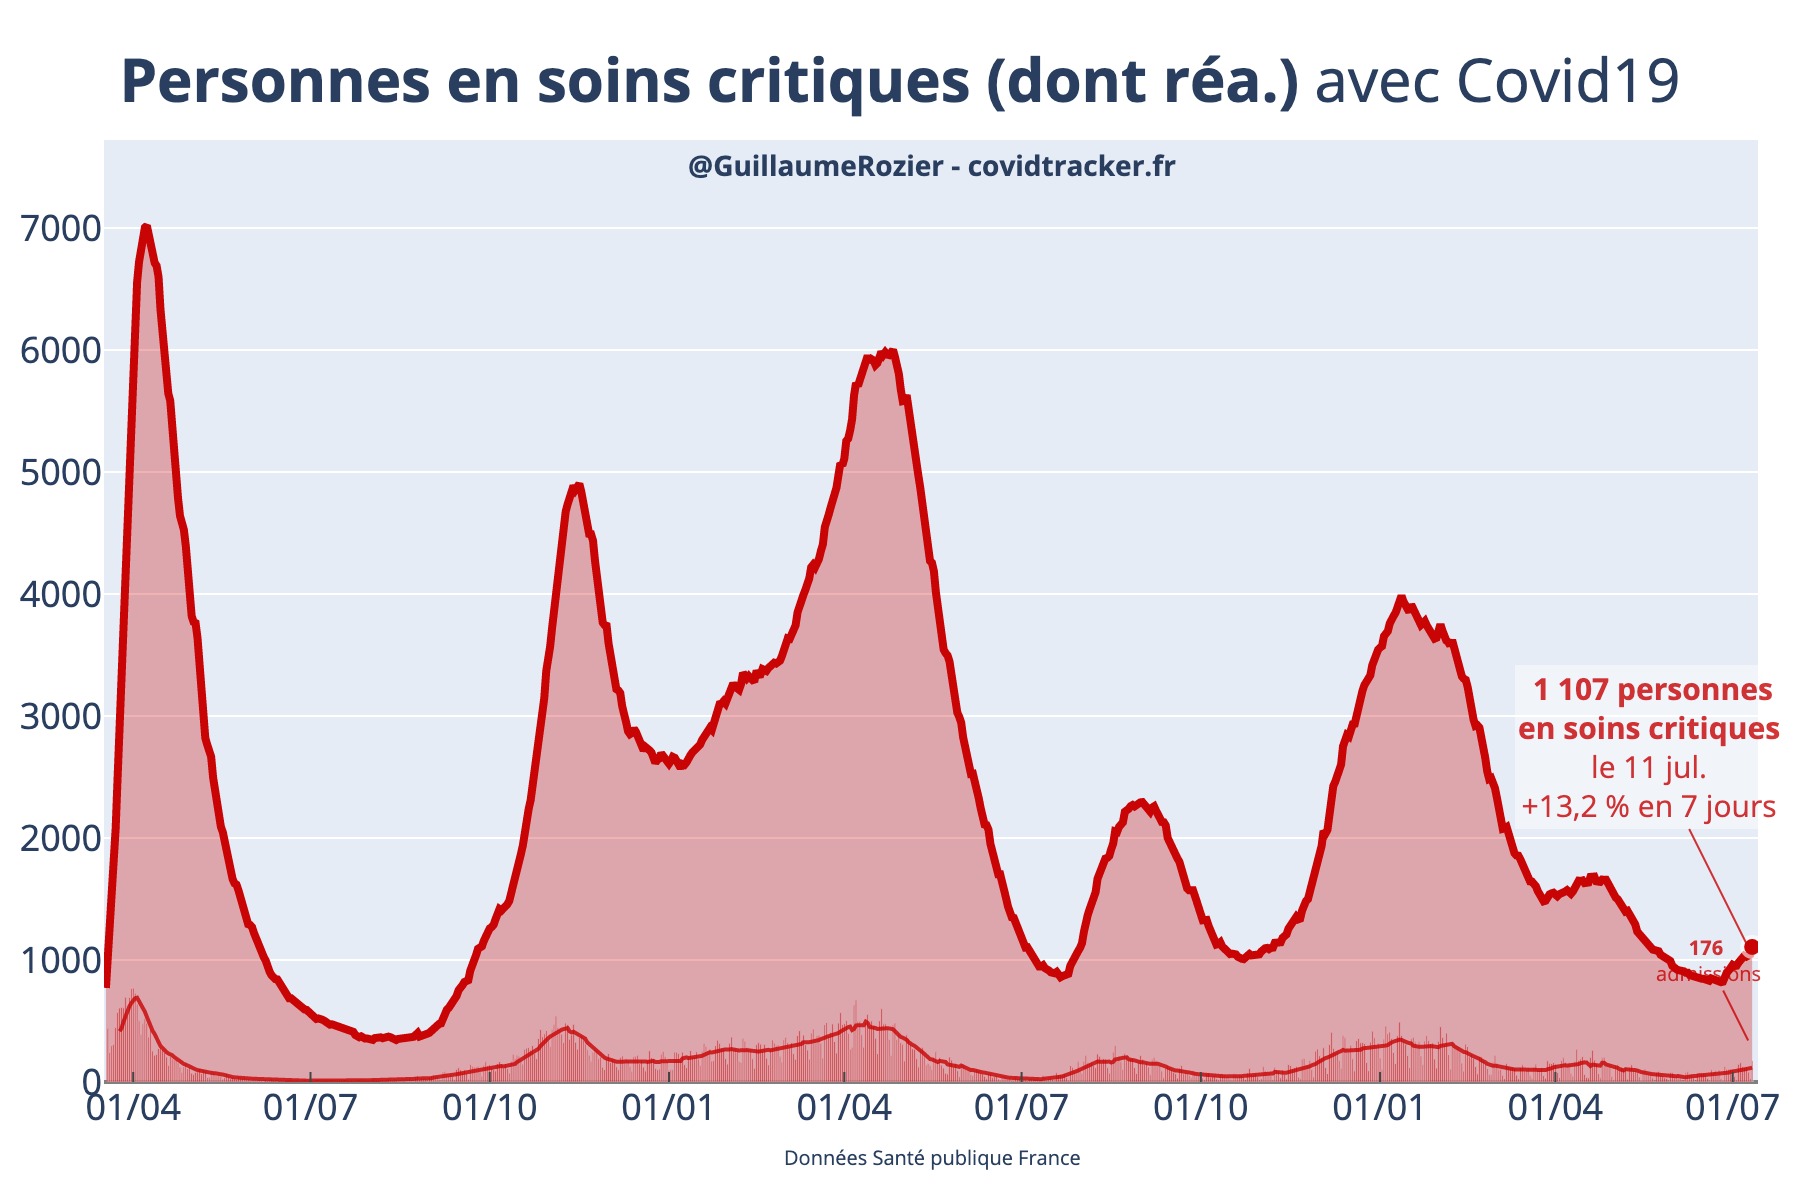 Personnes en soins critiques (dont réa.) avec Covid19
@GuillaumeRozier - covidtracker.fr
7000
6000
5000
4000
3000
2000
1000
0
1 107 personnes
en soins critiques
le 11 jul.
+13,2 % en 7 jours
176
admissions
01/04 01/07 01/10 01/01 01/04 01/07 01/10 01/01 01/04 01/07
Données Santé publique France